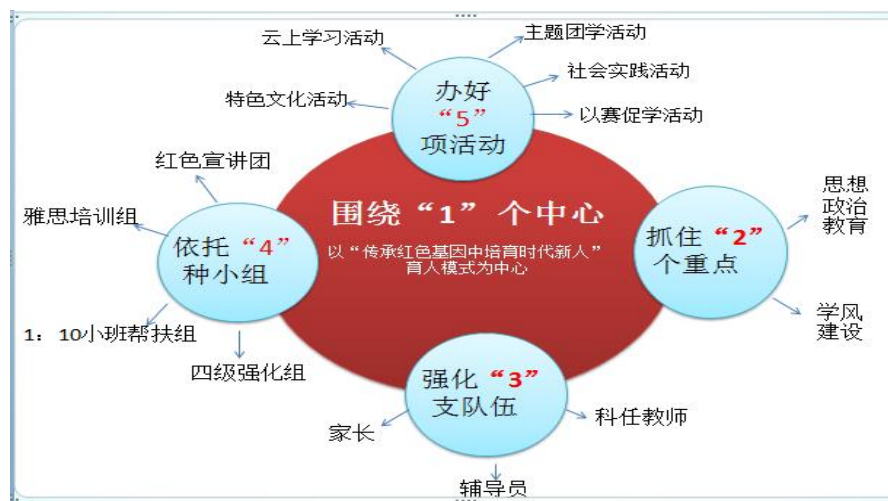 云上学习活动
主题团学活动
社会实践活动
特色文化活动
以赛促学活动
办好
“5”
项活动
红色宣讲团
雅思培训组
依托“4”
种小组
1：10小班帮扶组
四级强化组
围绕“1”个中心
以“传承红色基因中培育时代新人”
育人模式为中心
抓住“2”
个重点
思想
政治
教育
学风
建设
强化“3”
支队伍
家长
科任教师
辅导员